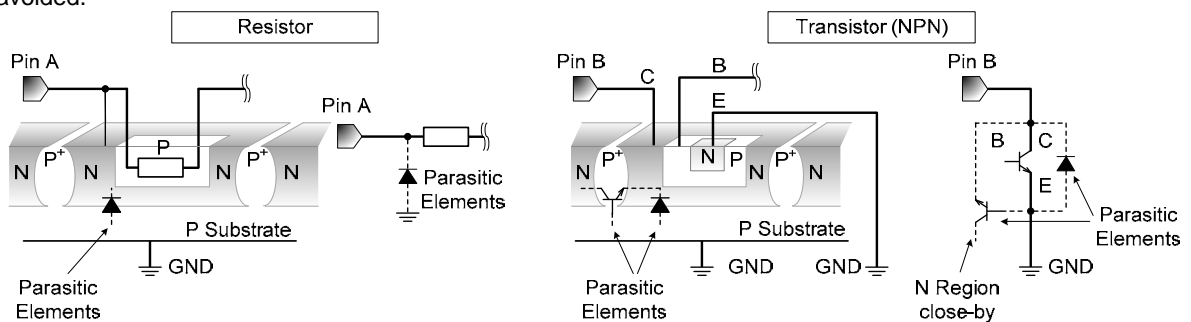 avoided.
Resistor
Transistor (NPN)
Pin A
Pin A
P
N P+ N N P+ N
Parasitic
Elements
P Substrate
GND
Parasitic
Elements
Pin B
C
B
E
N P+ N P N P+ N
P Substrate
GND
GND
Parasitic
Elements
Pin B
B C
E
Parasitic
Elements
GND
N Region
close-by